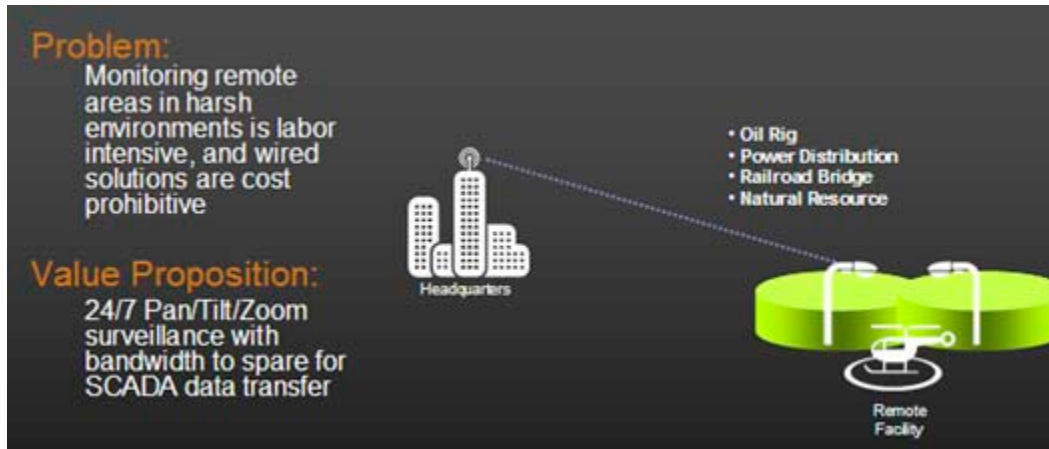 Problem:
Monitoring remote
areas in harsh
environments is labor
intensive, and wired
solutions are cost
prohibitive
Value Proposition:
24/7 Pan/Tilt/Zoom
surveillance with
bandwidth to spare for
SCADA data transfer
Headquarters
• Oil Rig
• Power Distribution
• Railroad Bridge
• Natural Resource
Remote
Facility